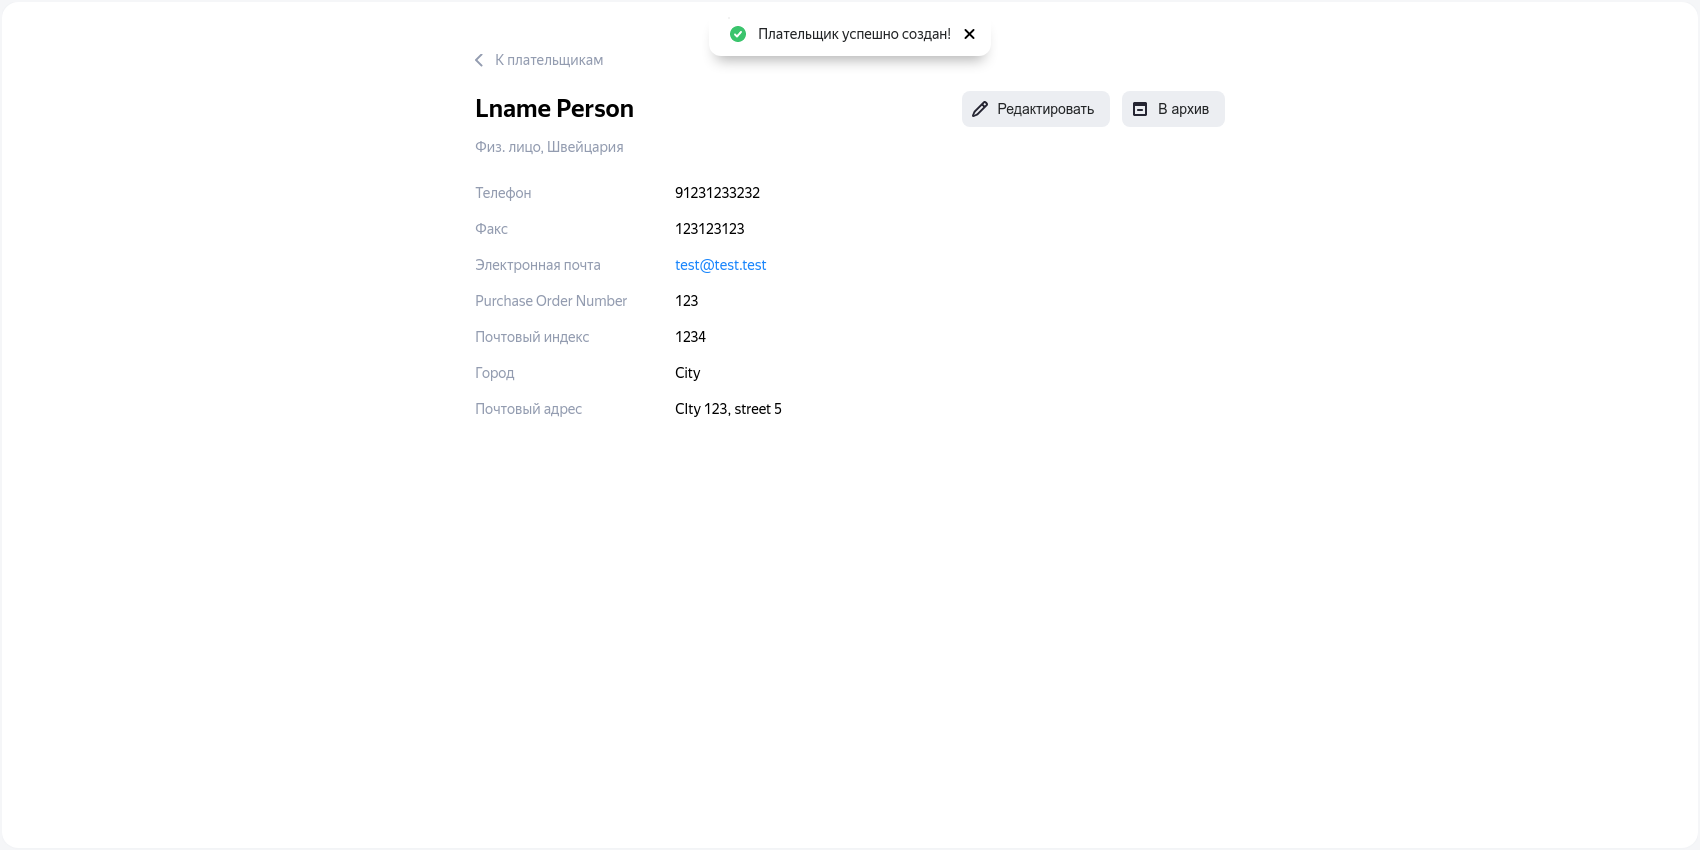 Плательщик успешно создан!
К плательщикам
Lname Person
Редактировать
В архив
Физ. лицо, Швейцария
Телефон 91231233232
Факс 123123123
Электронная почта test@test.test
Purchase Order Number 123
Почтовый индекс 1234
Город City
Почтовый адрес CIty 123, street 5